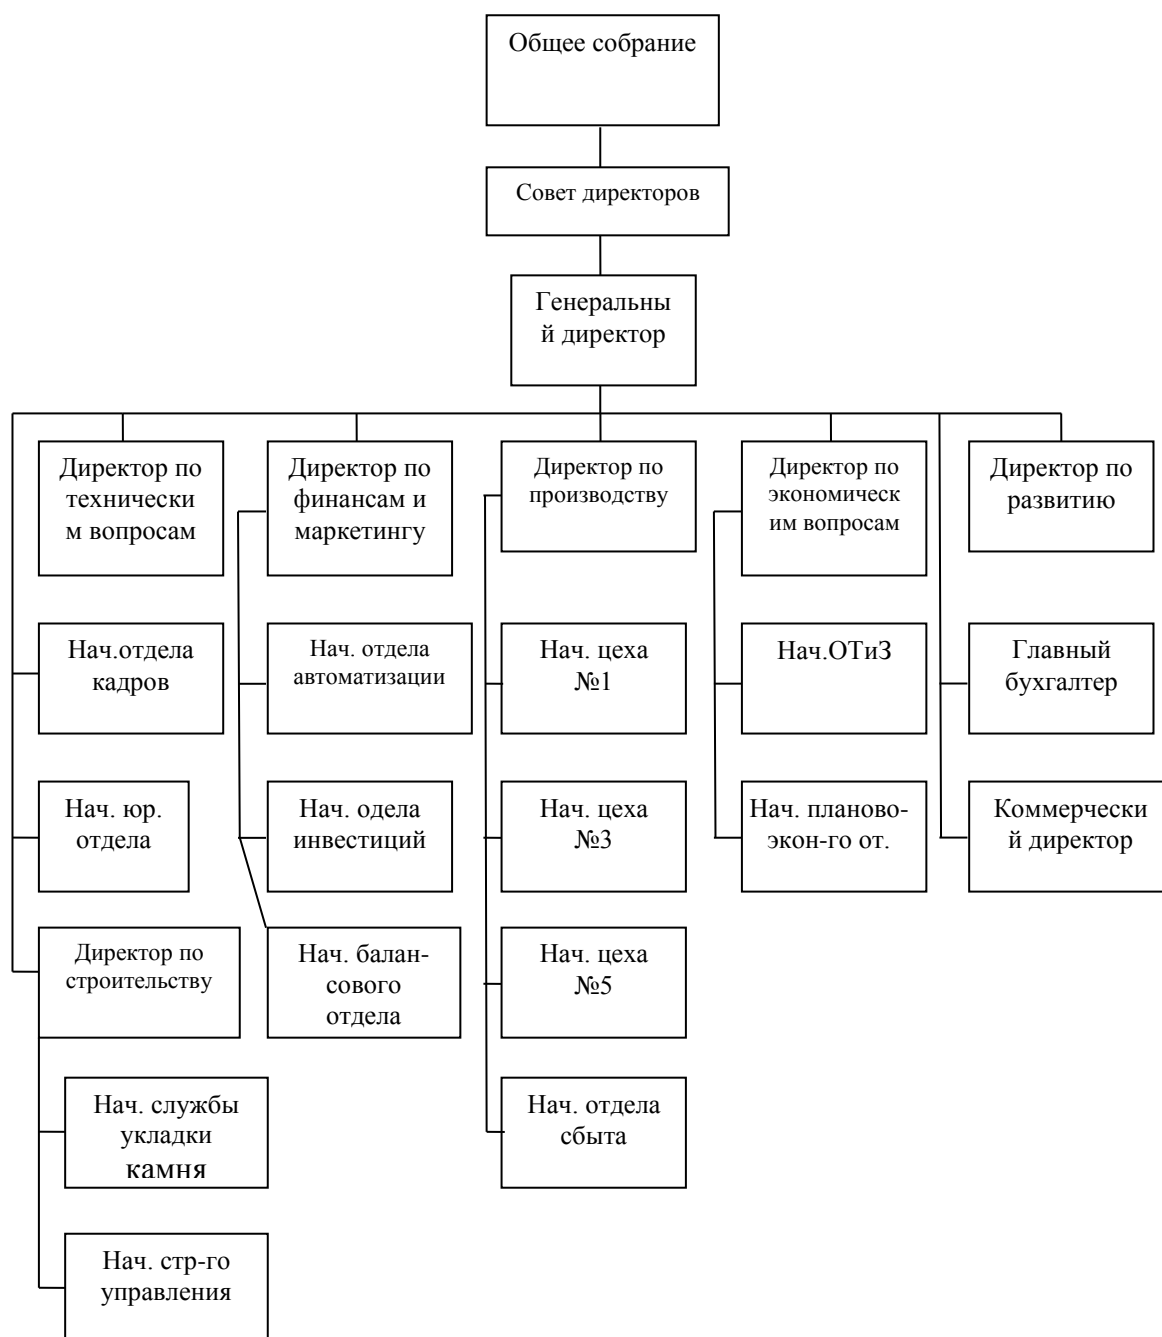 Общее собрание
Совет директоров
Генеральны
й директор
Директор по
технически
м вопросам
Директор по
финансам и
маркетингу
Директор по
производству
Директор по
экономическ
им вопросам
Директор по
развитию
Нач.отдела
кадров
Нач. отдела
автоматизации
Нач. цеха
№1
Нач.ОТиЗ
Главный
бухгалтер
Нач. юр.
отдела
Нач. одела
инвестиций
Нач. цеха
№3
Нач. планово-
экон-го от.
Коммерчески
й директор
Директор по
строительству
Нач. балан-
сового
отдела
Нач. цеха
№5
Нач. службы
укладки
камня
Нач. отдела
сбыта
Нач. стр-го
управления